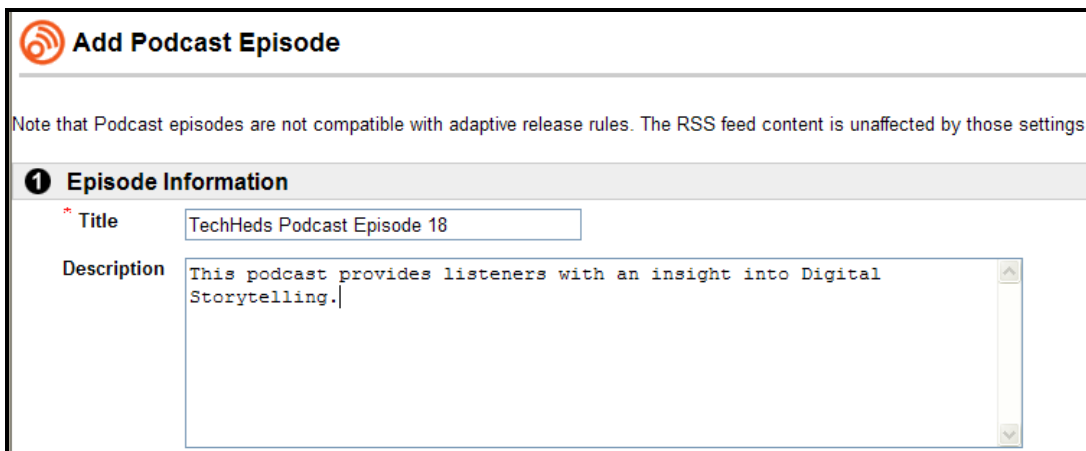 Add Podcast Episode
Note that Podcast episodes are not compatible with adaptive release rules. The RSS feed content is unaffected by those settings
1 Episode Information
* Title
TechHeds Podcast Episode 18
Description
This podcast provides listeners with an insight into Digital
Storytelling.